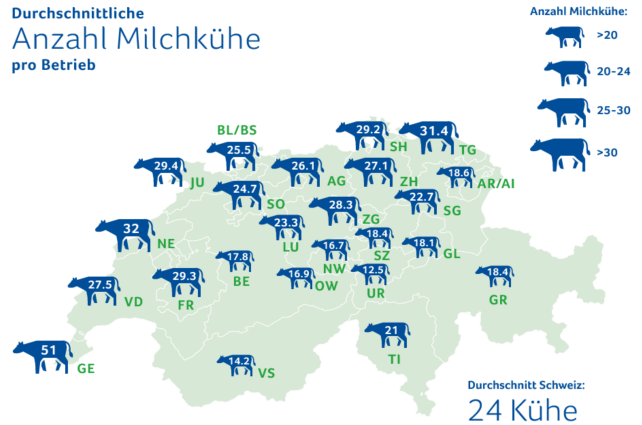 Durchschnittliche
Anzahl Milchkühe
pro Betrieb
Anzahl Milchkühe:
>20
20-24
25-30
>30
BL/BS
25.5
29.2
SH
31.4
TG
29.4
JU
26.1
AG
27.1
ZH
18.6
AR/AI
24.7
SO
28.3
ZG
22.7
SG
32
NE
23.3
LU
16.7
NW
18.4
SZ
18.1
GL
17.8
BE
16.9
OW
12.5
UR
18.4
GR
27.5
VD
29.3
FR
51
GE
14.2
VS
21
TI
Durchschnitt Schweiz:
24 Kühe